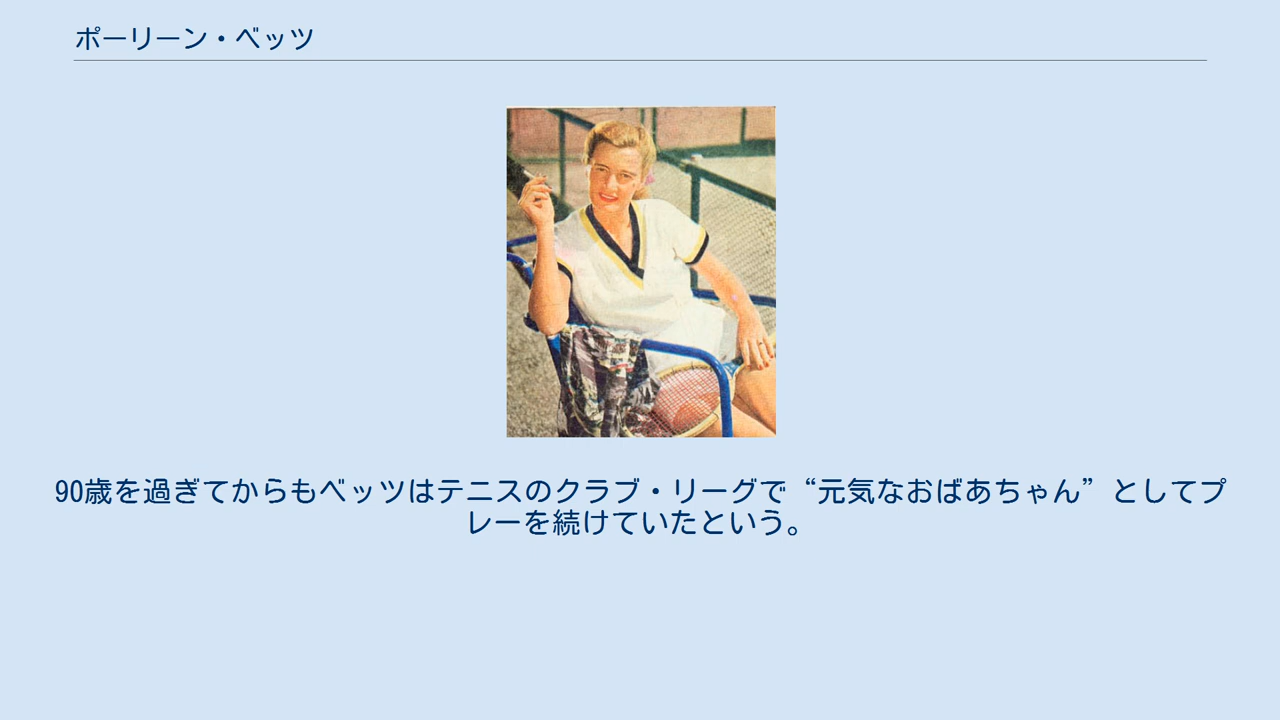 ポーリーン・ベッツ
90歳を過ぎてからもベッツはテニスのクラブ・リーグで“元気なおばあちゃん”としてプ
レーを続けていたという。